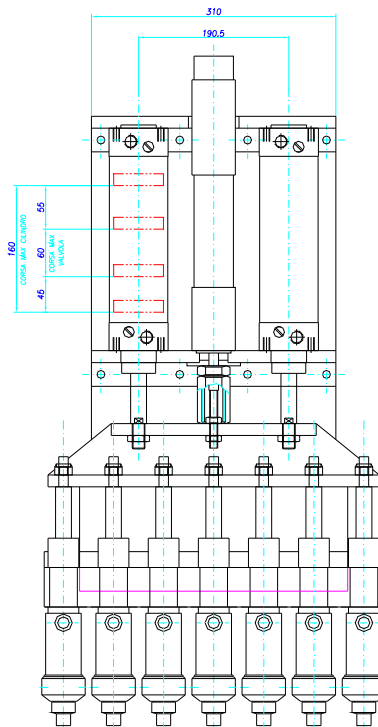 310
190.5
55
160
CORSA MAX CILINDRO
60
CORSA MAX
VALVOLA
45